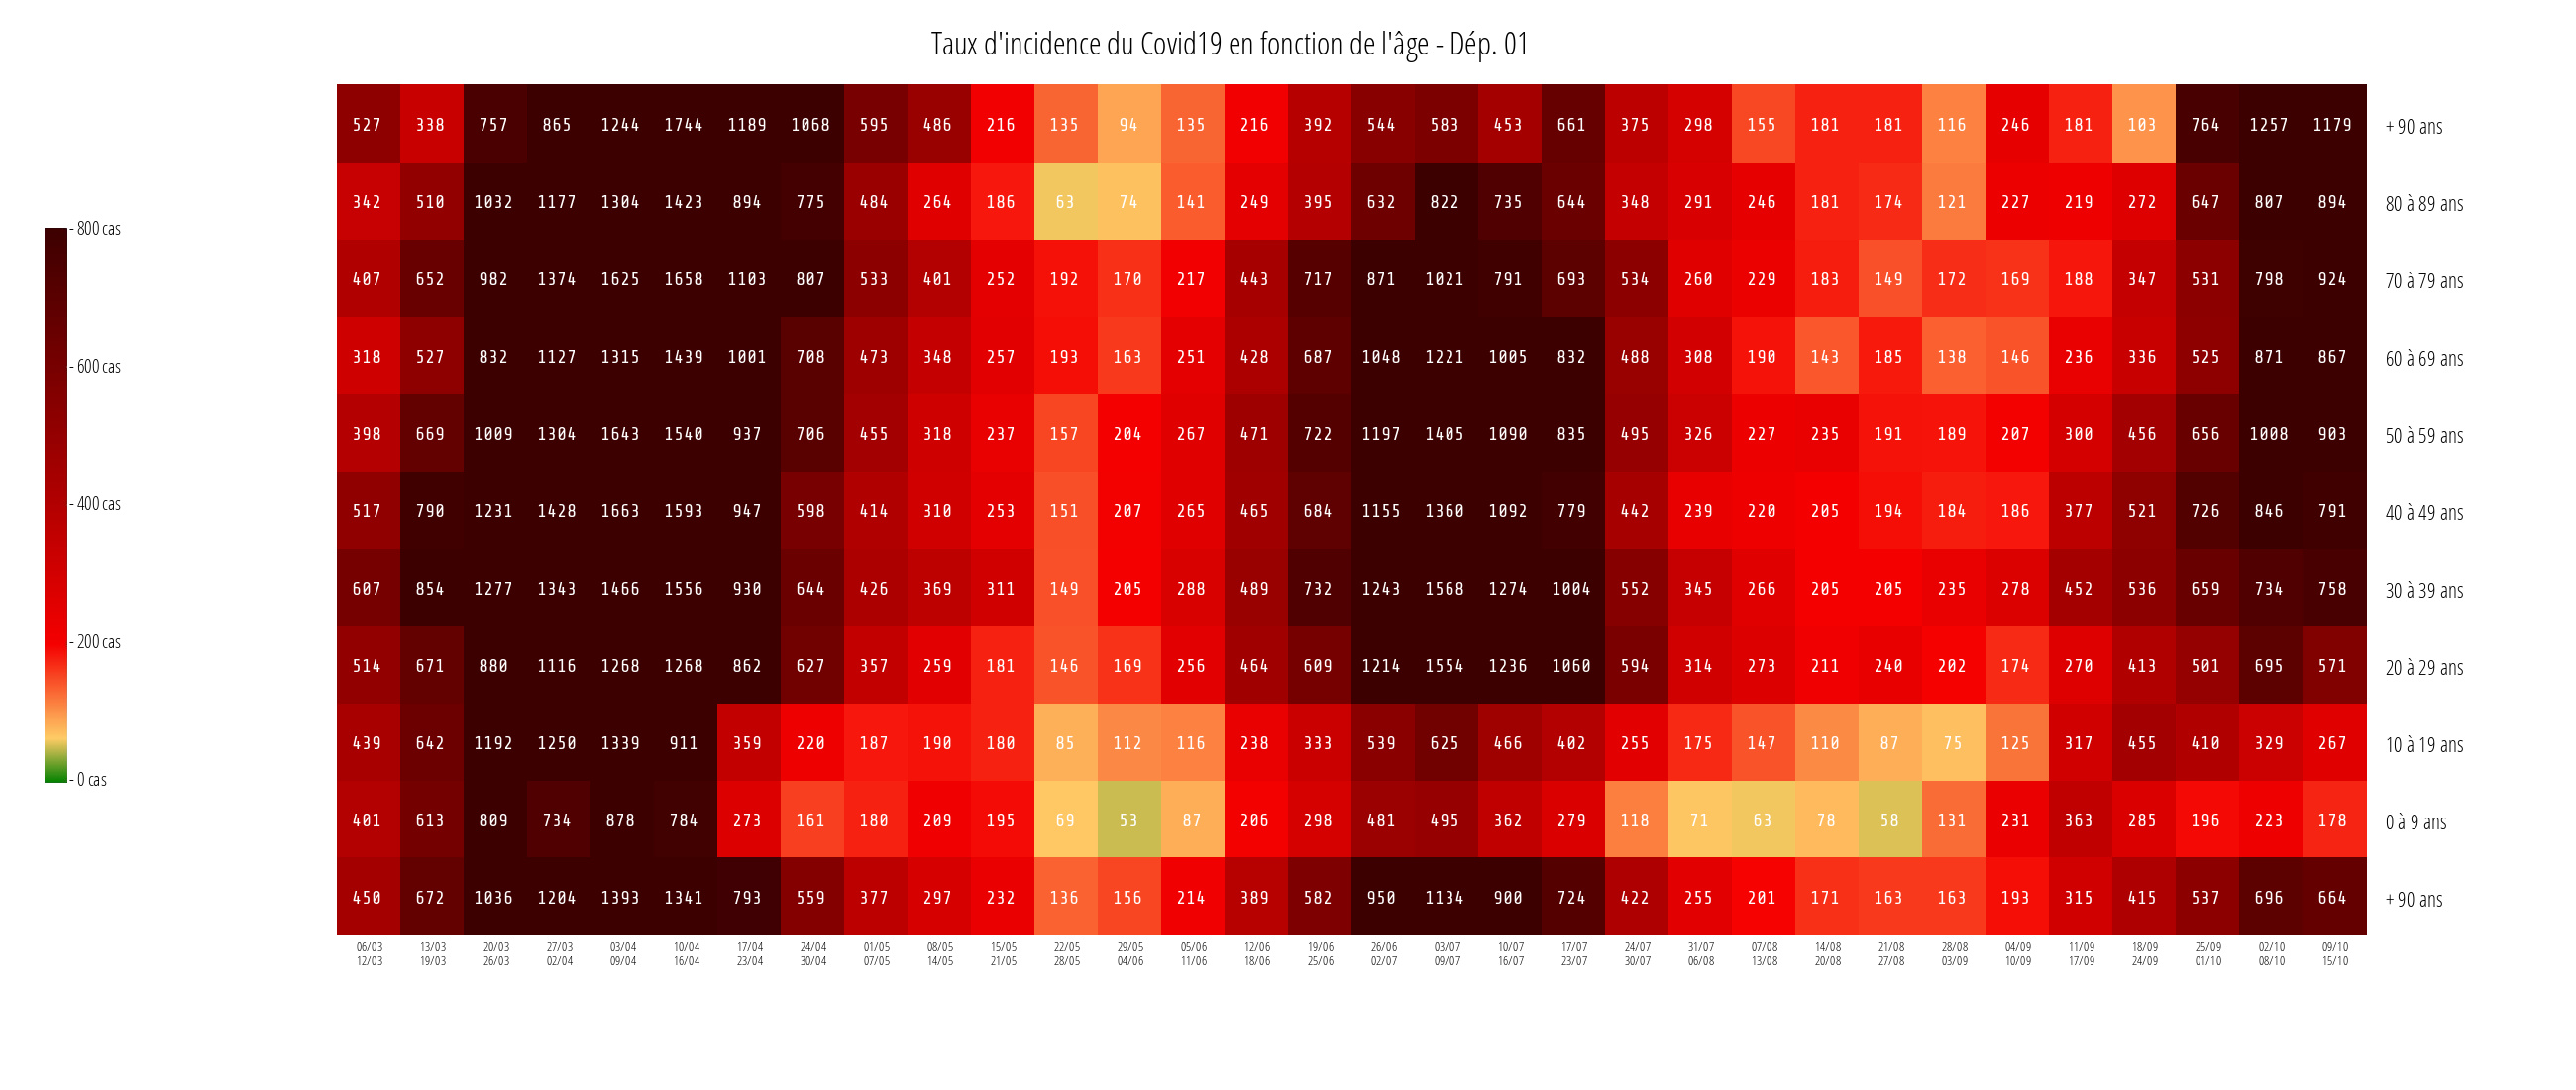 Taux d'incidence du Covid19 en fonction de l'âge - Dép. 01
527 338 757 865 1244 1744 1189 1068 595 486 216 135 94 135 216 392 544 583 453 661 375 298 155 181 181 116 246 181 103 764 1257 1179 + 90 ans
342 510 1032 1177 1304 1423 894 775 484 264 186 63 74 141 249 395 632 822 735 644 348 291 246 181 174 121 227 219 272 647 807 894 80 à 89 ans
- 800 cas
407 652 982 1374 1625 1658 1103 807 533 401 252 192 170 217 443 717 871 1021 791 693 534 260 229 183 149 172 169 188 347 531 798 924 70 à 79 ans
318 527 832 1127 1315 1439 1001 708 473 348 257 193 163 251 428 687 1048 1221 1005 832 488 308 190 143 185 138 146 236 336 525 871 867 60 à 69 ans
- 600 cas
398 669 1009 1304 1643 1540 937 706 455 318 237 157 204 267 471 722 1197 1405 1090 835 495 326 227 235 191 189 207 300 456 656 1008 903 50 à 59 ans
- 400 cas
517 790 1231 1428 1663 1593 947 598 414 310 253 151 207 265 465 684 1155 1360 1092 779 442 239 220 205 194 184 186 377 521 726 846 791 40 à 49 ans
607 854 1277 1343 1466 1556 930 644 426 369 311 149 205 288 489 732 1243 1568 1274 1004 552 345 266 205 205 235 278 452 536 659 734 758 30 à 39 ans
- 200 cas
514 671 880 1116 1268 1268 862 627 357 259 181 146 169 256 464 609 1214 1554 1236 1060 594 314 273 211 240 202 174 270 413 501 695 571 20 à 29 ans
439 642 1192 1250 1339 911 359 220 187 190 180 85 112 116 238 333 539 625 466 402 255 175 147 110 87 75 125 317 455 410 329 267 10 à 19 ans
- 0 cas
401 613 809 734 878 784 273 161 180 209 195 69 53 87 206 298 481 495 362 279 118 71 63 78 58 131 231 363 285 196 223 178 0 à 9 ans
450 672 1036 1204 1393 1341 793 559 377 297 232 136 156 214 389 582 950 1134 900 724 422 255 201 171 163 163 193 315 415 537 696 664 + 90 ans
06/03 13/03 20/03 27/03 03/04 10/04 17/04 24/04 01/05 08/05 15/05 22/05 29/05 05/06 12/06 19/06 26/06 03/07 10/07 17/07 24/07 31/07 07/08 14/08 21/08 28/08 04/09 11/09 18/09 25/09 02/10 09/10
12/03 19/03 26/03 02/04 09/04 16/04 23/04 30/04 07/05 14/05 21/05 28/05 04/06 11/06 18/06 25/06 02/07 09/07 16/07 23/07 30/07 06/08 13/08 20/08 27/08 03/09 10/09 17/09 24/09 01/10 08/10 15/10